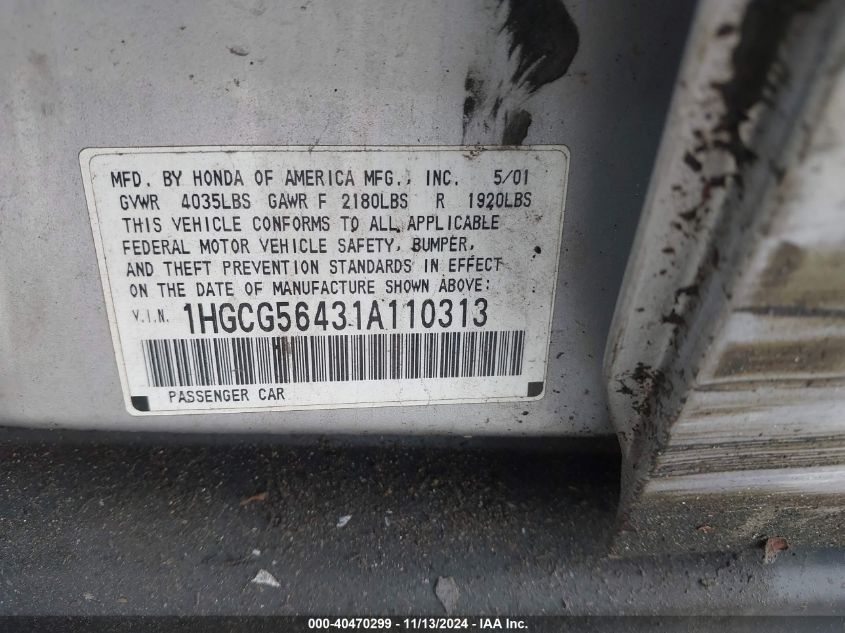 MFD. BY HONDA OF AMERICA MFG., INC. 5/01
GVWR 4035LBS GAWR F 2180LBS R 1920LBS
THIS VEHICLE CONFORMS TO ALL APPLICABLE
FEDERAL MOTOR VEHICLE SAFETY, BUMPER,
AND THEFT PREVENTION STANDARDS IN EFFECT
ON THE DATE OF MANUFACTURE SHOWN ABOVE:
V.I.N. 1HGCG56431A110313
PASSENGER CAR
000-40470299 - 11/13/2024 - IAA Inc.